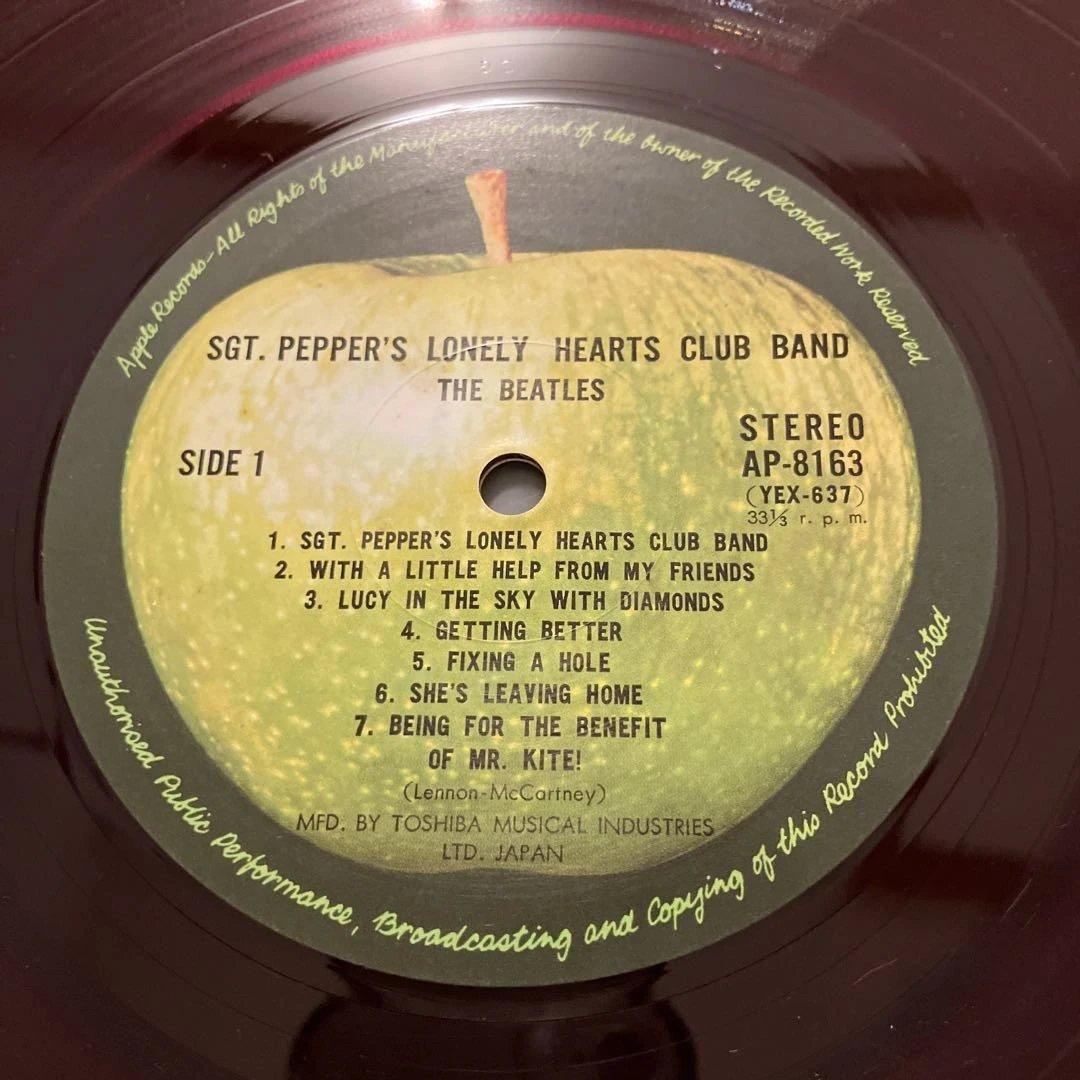 Apple Records—All Rights of the Manufacturer and of the Owner of the Recorded Work Reserved
SGT. PEPPER'S LONELY HEARTS CLUB BAND
THE BEATLES
SIDE 1
STEREO
AP-8163
(YEX-637)
33⅓ r. p. m.
1. SGT. PEPPER'S LONELY HEARTS CLUB BAND
2. WITH A LITTLE HELP FROM MY FRIENDS
3. LUCY IN THE SKY WITH DIAMONDS
4. GETTING BETTER
5. FIXING A HOLE
6. SHE'S LEAVING HOME
7. BEING FOR THE BENEFIT
OF MR. KITE!
(Lennon-McCartney)
MFD. BY TOSHIBA MUSICAL INDUSTRIES
LTD. JAPAN
Unauthorised Public Performance, Broadcasting and Copying of this Record Prohibited